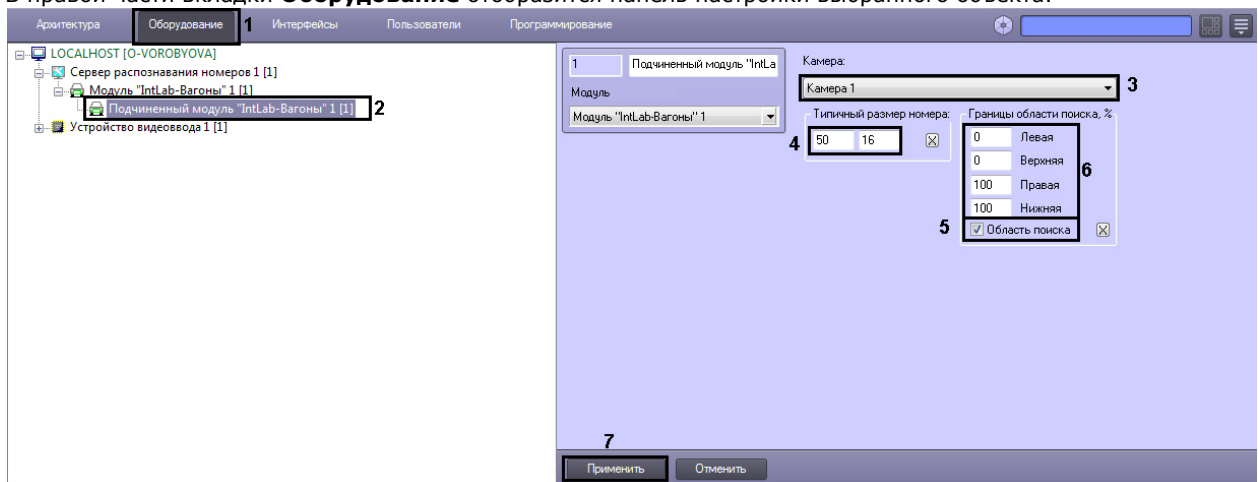 В правой части вкладки Оборудование отобразится панель настройки выбранного объекта.
Архитектура Оборудование 1 Интерфейсы Пользователи Программирование
LOCALHOST [O-VOROBYOVA]
Сервер распознавания номеров 1 [1]
Модуль "IntLab-Вагоны" 1 [1]
Подчиненный модуль "IntLab-Вагоны" 1 [1] 2
Устройство видеоввода 1 [1]
1 Подчиненный модуль "IntLa
Модуль
Модуль "IntLab-Вагоны" 1
Камера:
Камера 1 3
Типичный размер номера:
4 50 16
Границы области поиска, %
0 Левая
0 Верхняя
6
100 Правая
100 Нижняя
5 Область поиска
7
Применить Отменить